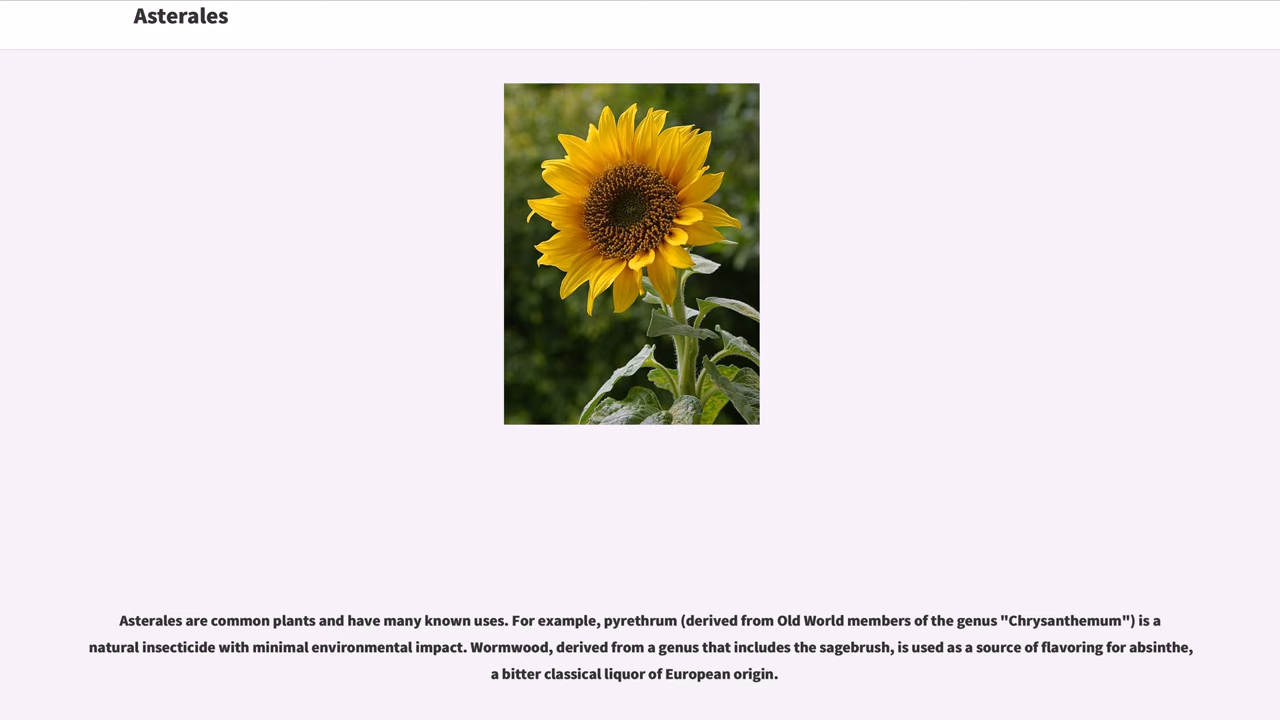 Asterales
Asterales are common plants and have many known uses. For example, pyrethrum (derived from Old World members of the genus "Chrysanthemum") is a
natural insecticide with minimal environmental impact. Wormwood, derived from a genus that includes the sagebrush, is used as a source of flavoring for absinthe,
a bitter classical liquor of European origin.